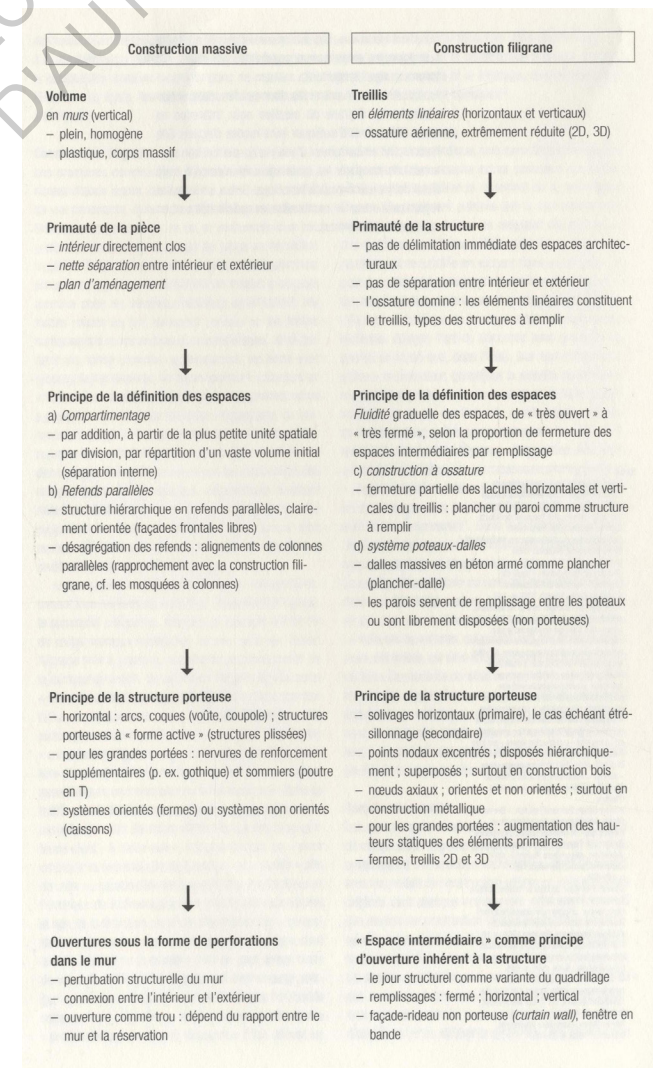 D'AUT
Construction massive
Volume
en murs (vertical)
– plein, homogène
– plastique, corps massif
Primauté de la pièce
– intérieur directement clos
– nette séparation entre intérieur et extérieur
– plan d'aménagement
Principe de la définition des espaces
a) Compartimentage
– par addition, à partir de la plus petite unité spatiale
– par division, par répartition d'un vaste volume initial
(séparation interne)
b) Refends parallèles
– structure hiérarchique en refends parallèles, claire-
ment orientée (façades frontales libres)
– désagrégation des refends : alignements de colonnes
parallèles (rapprochement avec la construction fili-
grane, cf. les mosquées à colonnes)
Principe de la structure porteuse
– horizontal : arcs, coques (voûte, coupole) ; structures
porteuses à « forme active » (structures plissées)
– pour les grandes portées : nervures de renforcement
supplémentaires (p. ex. gothique) et sommiers (poutre
en T)
– systèmes orientés (fermes) ou systèmes non orientés
(caissons)
Ouvertures sous la forme de perforations
dans le mur
– perturbation structurelle du mur
– connexion entre l'intérieur et l'extérieur
– ouverture comme trou : dépend du rapport entre le
mur et la réservation
Construction filigrane
Treillis
en éléments linéaires (horizontaux et verticaux)
– ossature aérienne, extrêmement réduite (2D, 3D)
Primauté de la structure
– pas de délimitation immédiate des espaces architec-
turaux
– pas de séparation entre intérieur et extérieur
– l'ossature domine : les éléments linéaires constituent
le treillis, types des structures à remplir
Principe de la définition des espaces
Fluidité graduelle des espaces, de « très ouvert » à
« très fermé », selon la proportion de fermeture des
espaces intermédiaires par remplissage
c) construction à ossature
– fermeture partielle des lacunes horizontales et verti-
cales du treillis : plancher ou paroi comme structure
à remplir
d) système poteaux-dalles
– dalles massives en béton armé comme plancher
(plancher-dalle)
– les parois servent de remplissage entre les poteaux
ou sont librement disposées (non porteuses)
Principe de la structure porteuse
– solivages horizontaux (primaire), le cas échéant étré-
sillonnage (secondaire)
– points nodaux excentrés ; disposés hiérarchique-
ment ; superposés ; surtout en construction bois
– nœuds axiaux ; orientés et non orientés ; surtout en
construction métallique
– pour les grandes portées : augmentation des hau-
teurs statiques des éléments primaires
– fermes, treillis 2D et 3D
« Espace intermédiaire » comme principe
d'ouverture inhérent à la structure
– le jour structurel comme variante du quadrillage
– remplissages : fermé ; horizontal ; vertical
– façade-rideau non porteuse (curtain wall), fenêtre en
bande